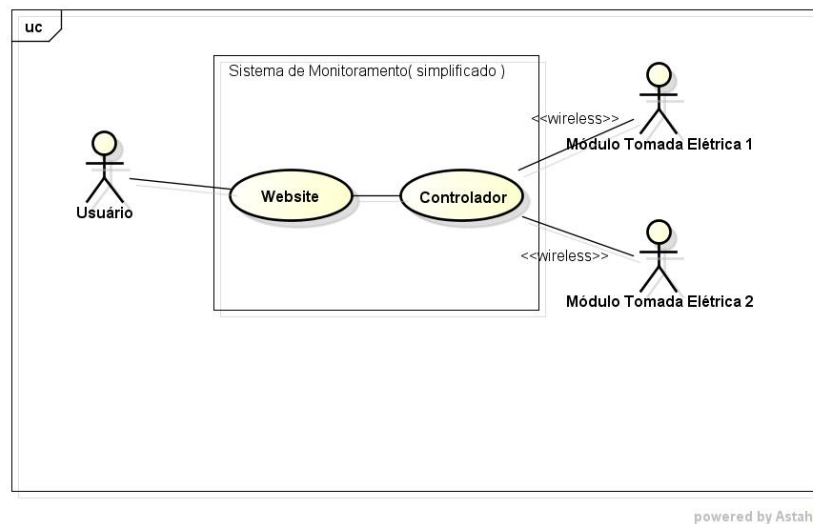 uc
Sistema de Monitoramento( simplificado )
<<wireless>>
Módulo Tomada Elétrica 1
Website
Controlador
Usuário
<<wireless>>
Módulo Tomada Elétrica 2
powered by Astah